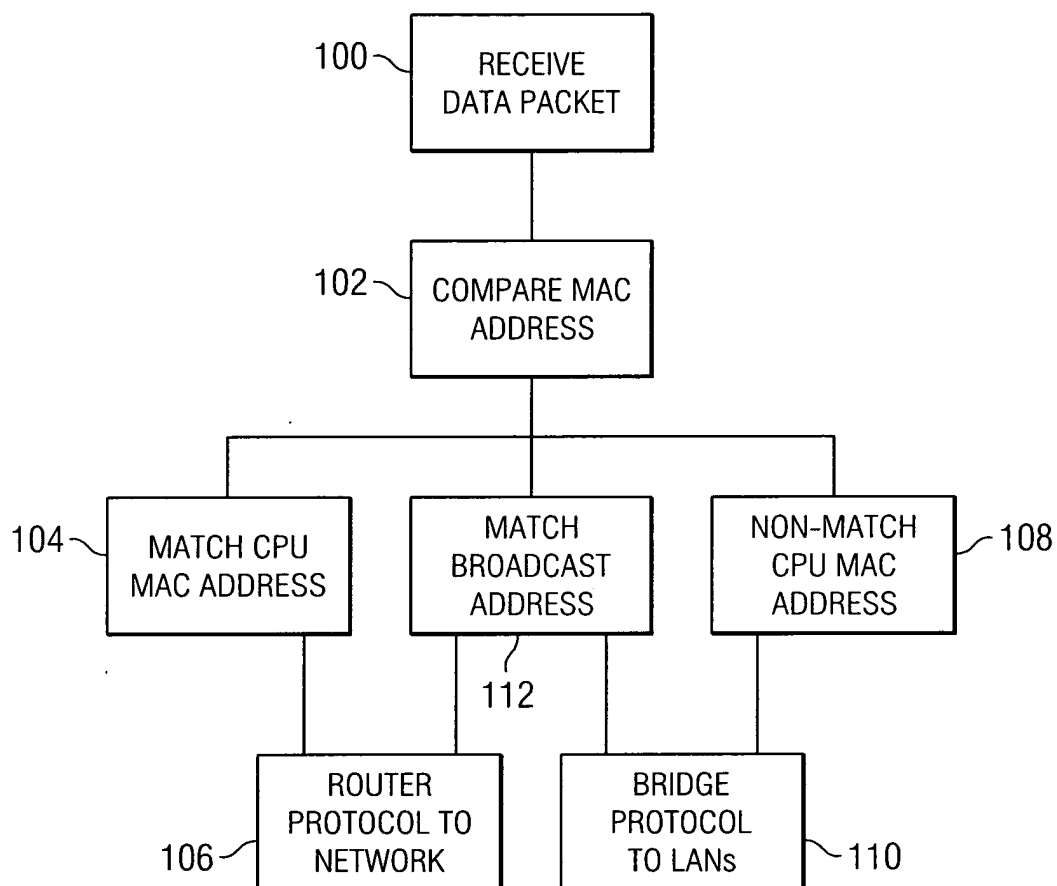 100
RECEIVE
DATA PACKET
102
COMPARE MAC
ADDRESS
104
MATCH CPU
MAC ADDRESS
MATCH
BROADCAST
ADDRESS
112
NON-MATCH
CPU MAC
ADDRESS
108
106
ROUTER
PROTOCOL TO
NETWORK
BRIDGE
PROTOCOL
TO LANs
110